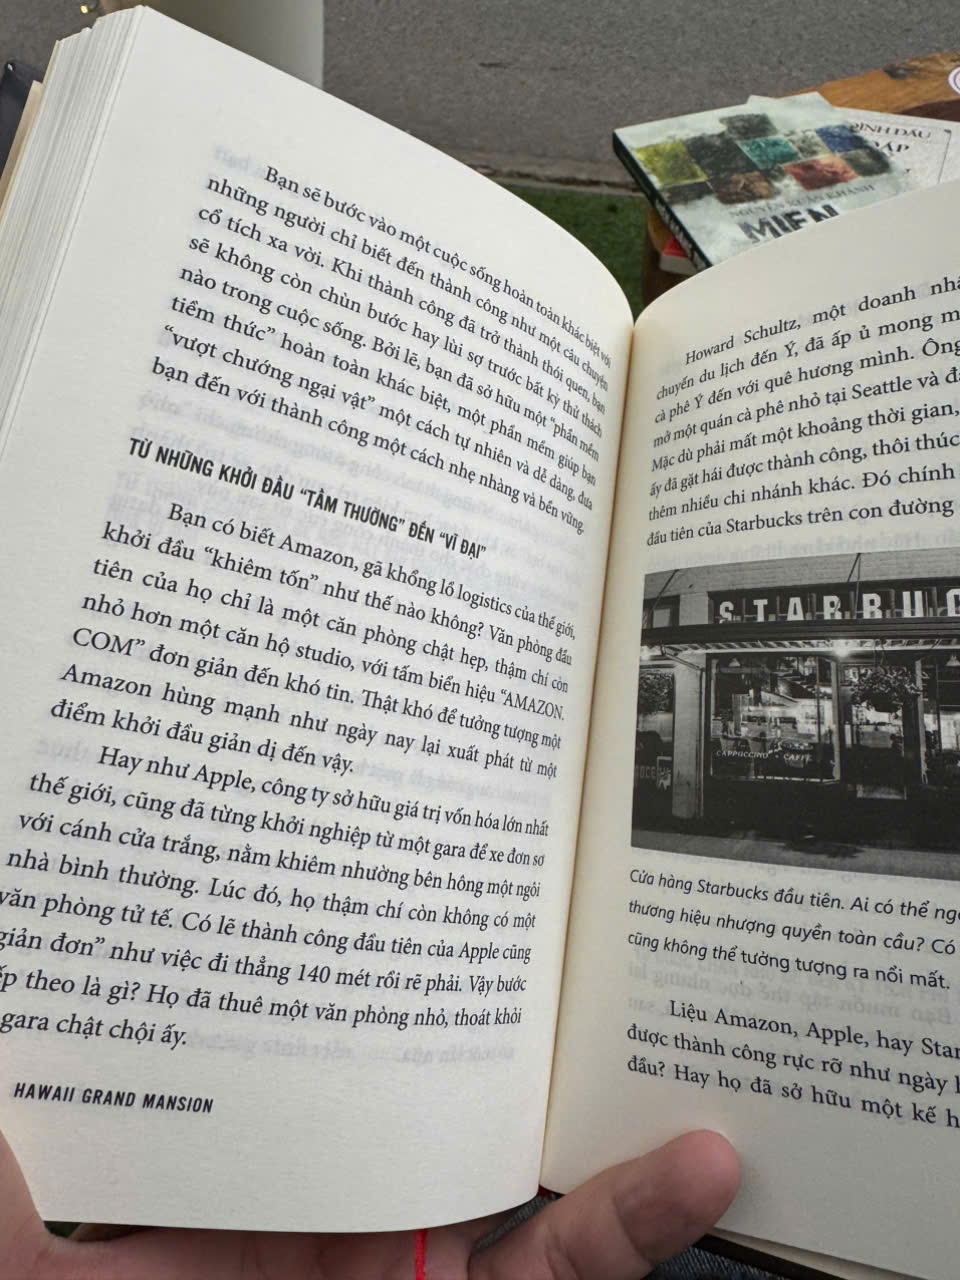 Bạn sẽ bước vào một cuộc sống hoàn toàn khác biệt với
những người chỉ biết đến thành công như một câu chuyện
cổ tích xa vời. Khi thành công đã trở thành thói quen, bạn
sẽ không còn chùn bước hay lùi sợ trước bất kỳ thử thách
nào trong cuộc sống. Bởi lẽ, bạn đã sở hữu một “phần mềm
tiềm thức” hoàn toàn khác biệt, một phần mềm giúp bạn
“vượt chướng ngại vật” một cách tự nhiên và dễ dàng, đưa
bạn đến với thành công một cách nhẹ nhàng và bền vững.
TỪ NHỮNG KHỞI ĐẦU “TẦM THƯỜNG” ĐẾN “VĨ ĐẠI”
Bạn có biết Amazon, gã khổng lồ logistics của thế giới,
khởi đầu “khiêm tốn” như thế nào không? Văn phòng đầu
tiên của họ chỉ là một căn phòng chật hẹp, thậm chí còn
nhỏ hơn một căn hộ studio, với tấm biển hiệu “AMAZON.
COM” đơn giản đến khó tin. Thật khó để tưởng tượng một
Amazon hùng mạnh như ngày nay lại xuất phát từ một
điểm khởi đầu giản dị đến vậy.
Hay như Apple, công ty sở hữu giá trị vốn hóa lớn nhất
thế giới, cũng đã từng khởi nghiệp từ một gara để xe đơn sơ
với cánh cửa trắng, nằm khiêm nhường bên hông một ngôi
nhà bình thường. Lúc đó, họ thậm chí còn không có một
văn phòng tử tế. Có lẽ thành công đầu tiên của Apple cũng
giản đơn” như việc đi thẳng 140 mét rồi rẽ phải. Vậy bước
ếp theo là gì? Họ đã thuê một văn phòng nhỏ, thoát khỏi
gara chật chội ấy.
HAWAII GRAND MANSION
Howard Schultz, một doanh nhâ
chuyến du lịch đến Ý, đã ấp ủ mong m
cà phê Ý đến với quê hương mình. Ông
mở một quán cà phê nhỏ tại Seattle và đã
Mặc dù phải mất một khoảng thời gian,
ấy đã gặt hái được thành công, thôi thúc
thêm nhiều chi nhánh khác. Đó chính
đầu tiên của Starbucks trên con đường
STARBUC
CAPPUCCINO • CAFFE
Cửa hàng Starbucks đầu tiên. Ai có thể ngờ
thương hiệu nhượng quyền toàn cầu? Có
cũng không thể tưởng tượng ra nổi mất.
Liệu Amazon, Apple, hay Star
được thành công rực rỡ như ngày h
đầu? Hay họ đã sở hữu một kế h
NGUYỄN XUÂN KHÁNH
MIỀN
ĐINH DẬU